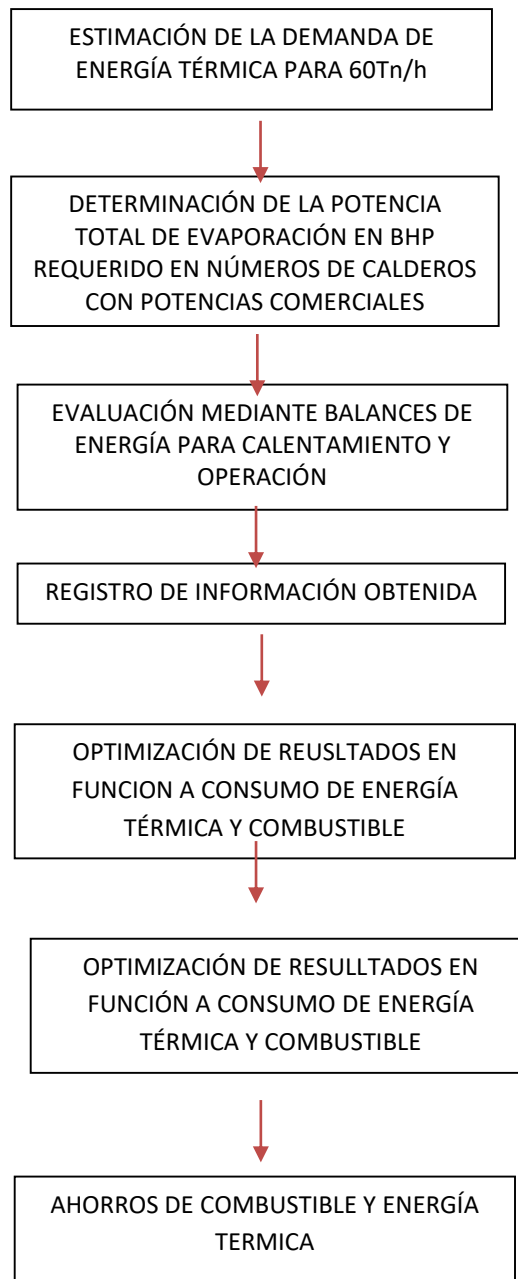 ESTIMACIÓN DE LA DEMANDA DE
ENERGÍA TÉRMICA PARA 60Tn/h
DETERMINACIÓN DE LA POTENCIA
TOTAL DE EVAPORACIÓN EN BHP
REQUERIDO EN NÚMEROS DE CALDEROS
CON POTENCIAS COMERCIALES
EVALUACIÓN MEDIANTE BALANCES DE
ENERGÍA PARA CALENTAMIENTO Y
OPERACIÓN
REGISTRO DE INFORMACIÓN OBTENIDA
OPTIMIZACIÓN DE REUSLTADOS EN
FUNCION A CONSUMO DE ENERGÍA
TÉRMICA Y COMBUSTIBLE
OPTIMIZACIÓN DE RESULLTADOS EN
FUNCIÓN A CONSUMO DE ENERGÍA
TÉRMICA Y COMBUSTIBLE
AHORROS DE COMBUSTIBLE Y ENERGÍA
TERMICA